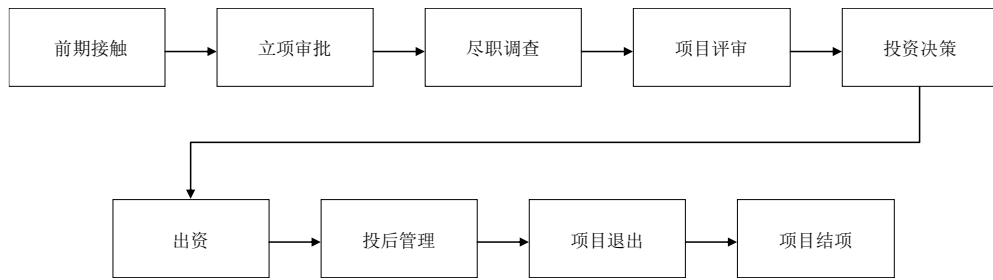 前期接触
立项审批
尽职调查
项目评审
投资决策
出资
投后管理
项目退出
项目结项